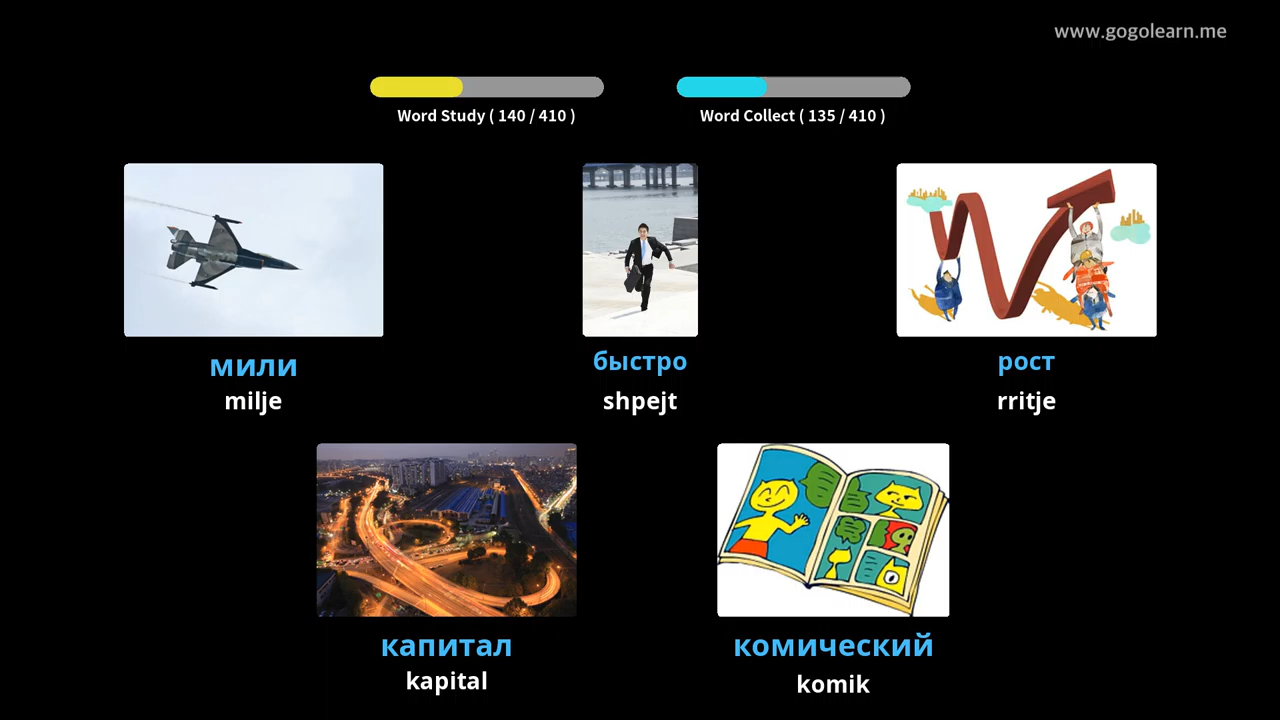 www.gogolearn.me
Word Study ( 140 / 410 )
Word Collect ( 135 / 410 )
мили
milje
быстро
shpejt
рост
rritje
капитал
kapital
комический
komik